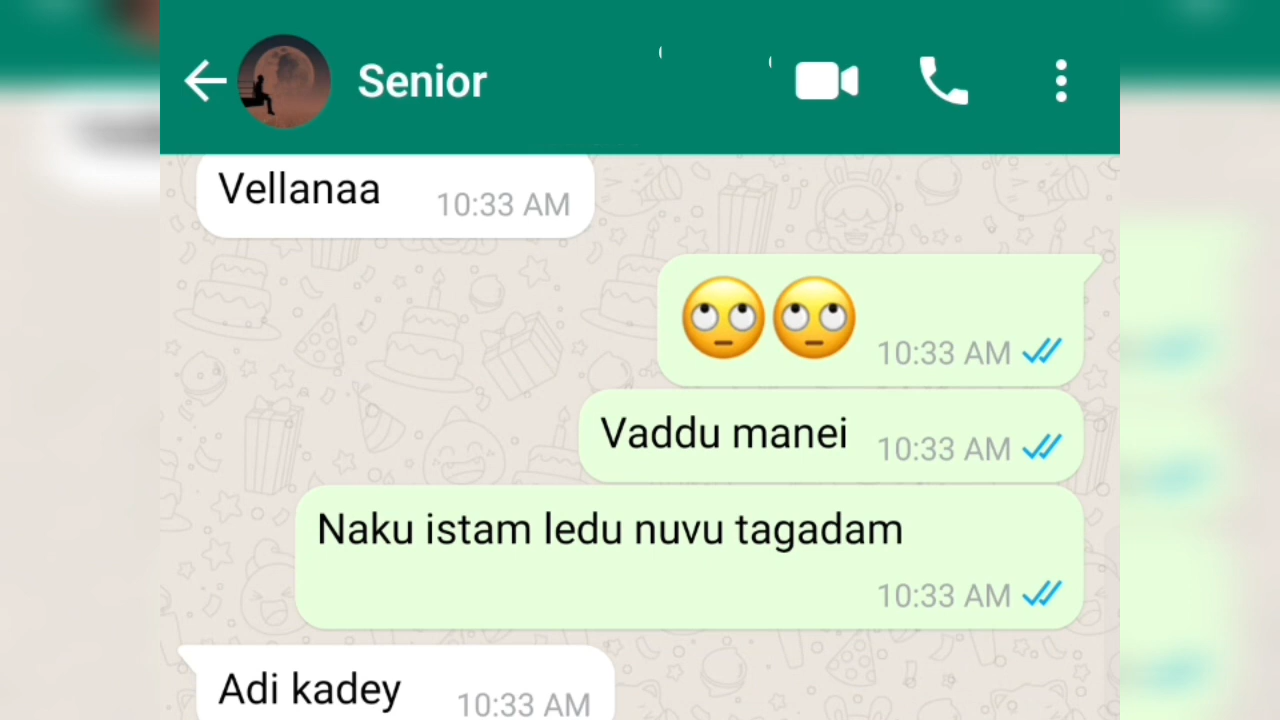 Senior
Vellanaa 10:33 AM
🙄🙄 10:33 AM
Vaddu manei 10:33 AM
Naku istam ledu nuvu tagadam
10:33 AM
Adi kadey 10:33 AM